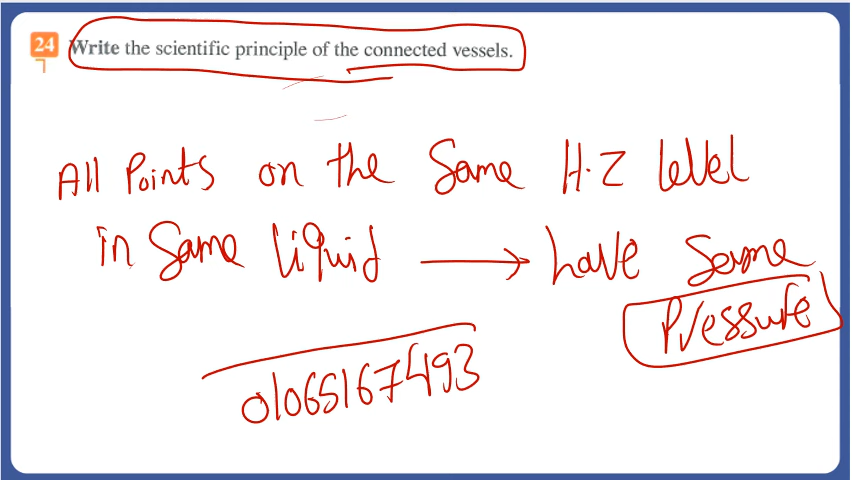 24 Write the scientific principle of the connected vessels.
All Points on the Same H.Z level
in Same liquid → have Same
Pressure
01065167493